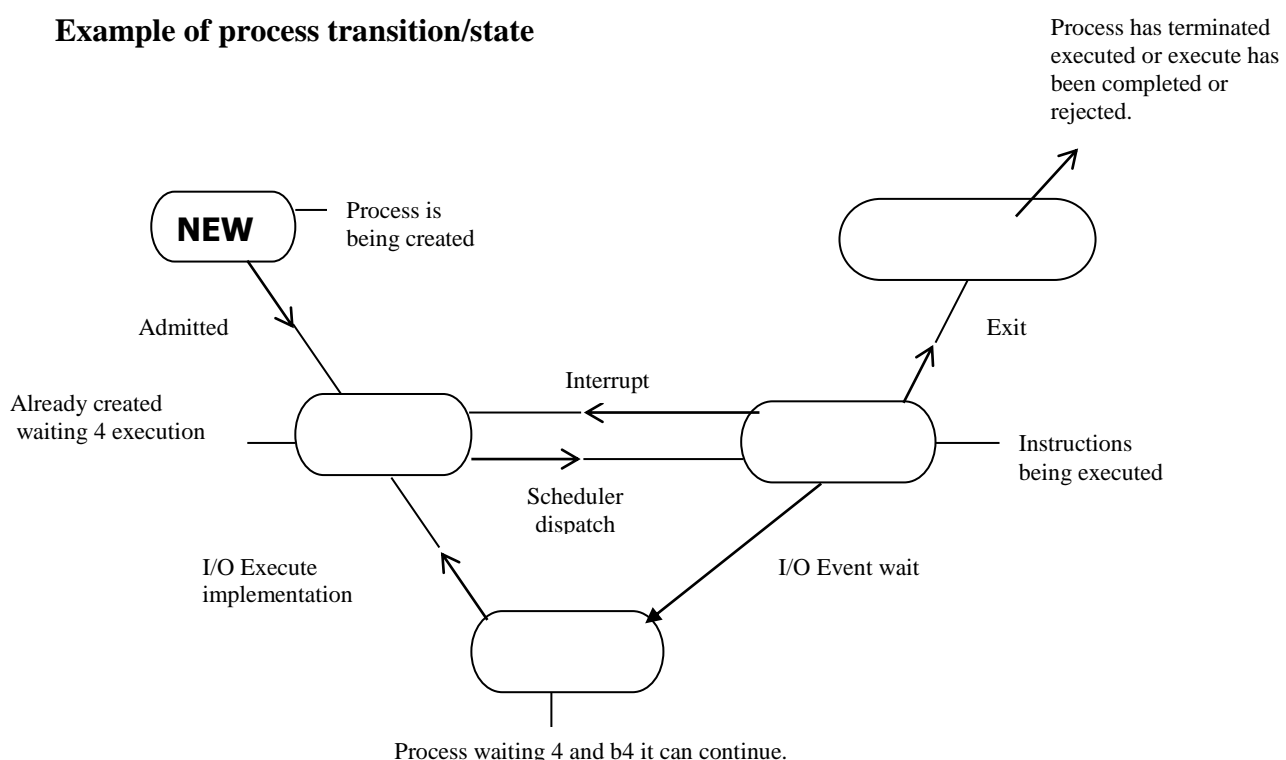 Example of process transition/state
Process has terminated
executed or execute has
been completed or
rejected.
NEW
Process is
being created
Admitted
Exit
Interrupt
Already created
waiting 4 execution
Instructions
being executed
Scheduler
dispatch
I/O Execute
implementation
I/O Event wait
Process waiting 4 and b4 it can continue.